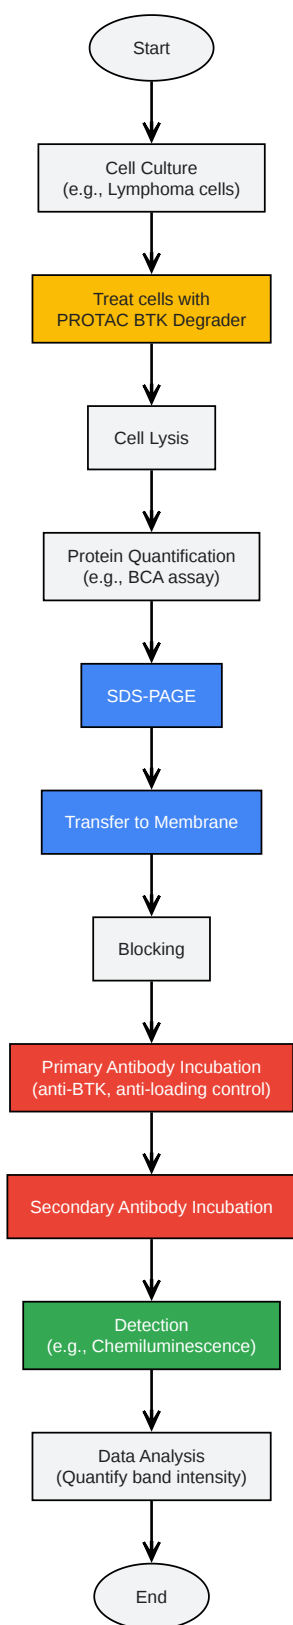 Start
Cell Culture
(e.g., Lymphoma cells)
Treat cells with
PROTAC BTK Degrader
Cell Lysis
Protein Quantification
(e.g., BCA assay)
SDS-PAGE
Transfer to Membrane
Blocking
Primary Antibody Incubation
(anti-BTK, anti-loading control)
Secondary Antibody Incubation
Detection
(e.g., Chemiluminescence)
Data Analysis
(Quantify band intensity)
End